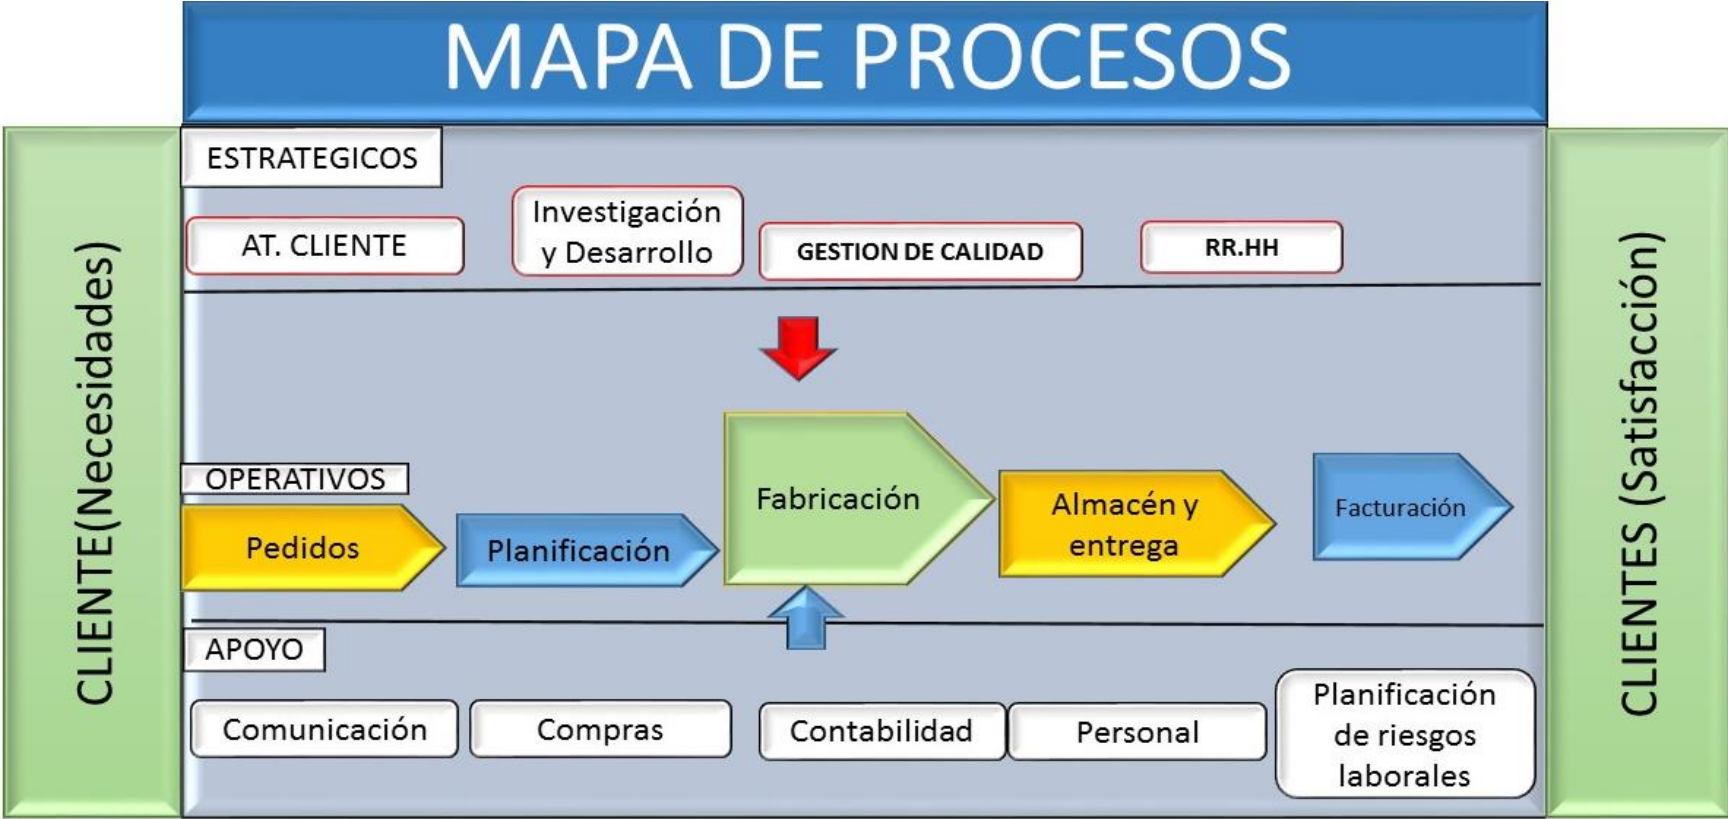 MAPA DE PROCESOS
CLIENTE(Necesidades)
ESTRATEGICOS
AT. CLIENTE
Investigación
y Desarrollo
GESTION DE CALIDAD
RR.HH
OPERATIVOS
Pedidos
Planificación
Fabricación
Almacén y
entrega
Facturación
APOYO
Comunicación
Compras
Contabilidad
Personal
Planificación
de riesgos
laborales
CLIENTES (Satisfacción)